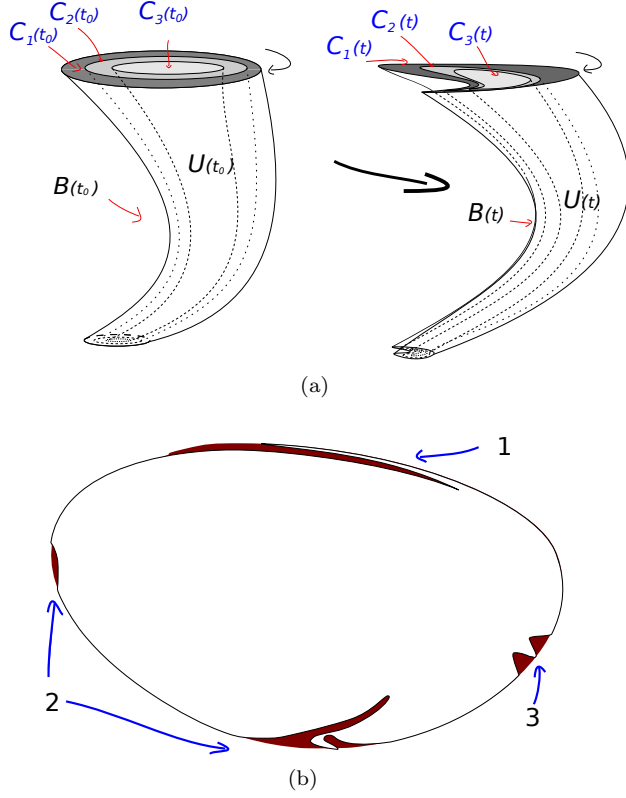 C₂(t₀)
C₁(t₀)
C₃(t₀)
C₂(t)
C₁(t)
C₃(t)
U(t₀)
B(t₀)
U(t)
B(t)
(a)
1
2
3
(b)